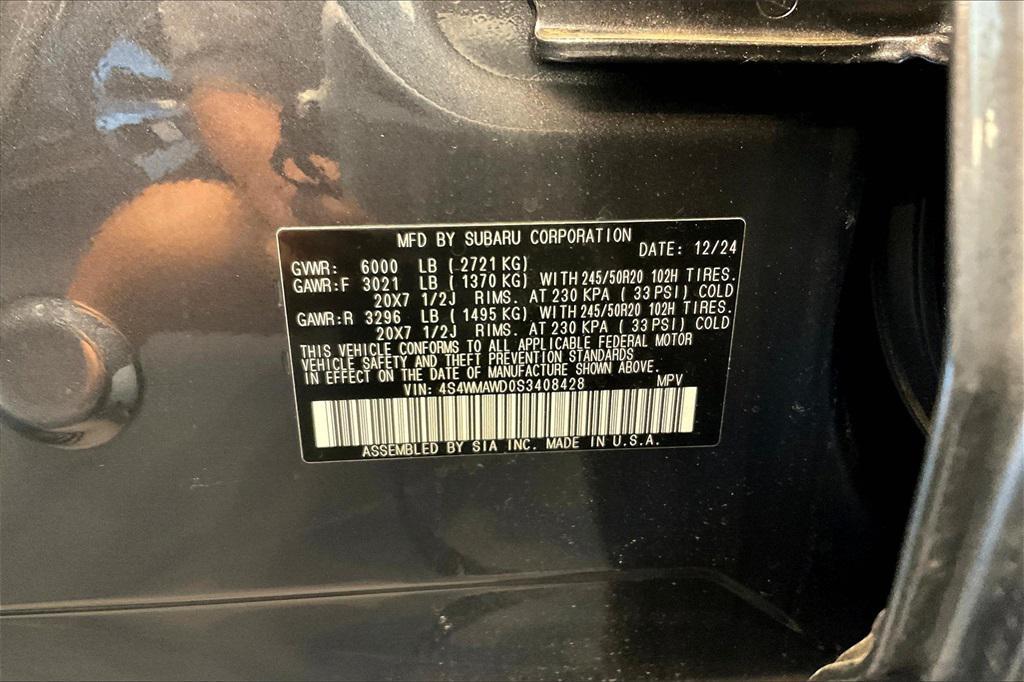 MFD BY SUBARU CORPORATION DATE: 12/24
GVWR: 6000 LB ( 2721 KG)
GAWR:F 3021 LB ( 1370 KG) WITH 245/50R20 102H TIRES.
20X7 1/2J RIMS. AT 230 KPA ( 33 PSI) COLD
GAWR:R 3296 LB ( 1495 KG) WITH 245/50R20 102H TIRES.
20X7 1/2J RIMS. AT 230 KPA ( 33 PSI) COLD
THIS VEHICLE CONFORMS TO ALL APPLICABLE FEDERAL MOTOR
VEHICLE SAFETY AND THEFT PREVENTION STANDARDS
IN EFFECT ON THE DATE OF MANUFACTURE SHOWN ABOVE.
VIN: 4S4WMAWD0S3408428 MPV
ASSEMBLED BY SIA INC. MADE IN U.S.A.